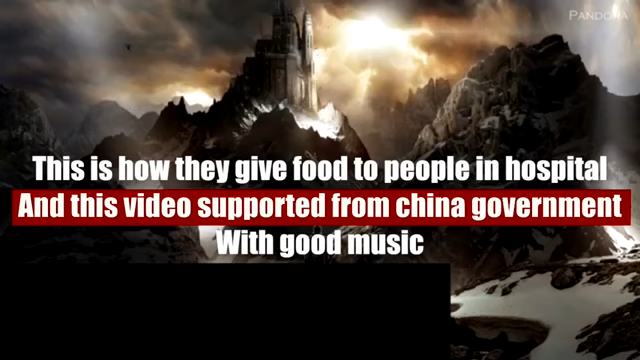 PANDORA
This is how they give food to people in hospital
And this video supported from china government
With good music